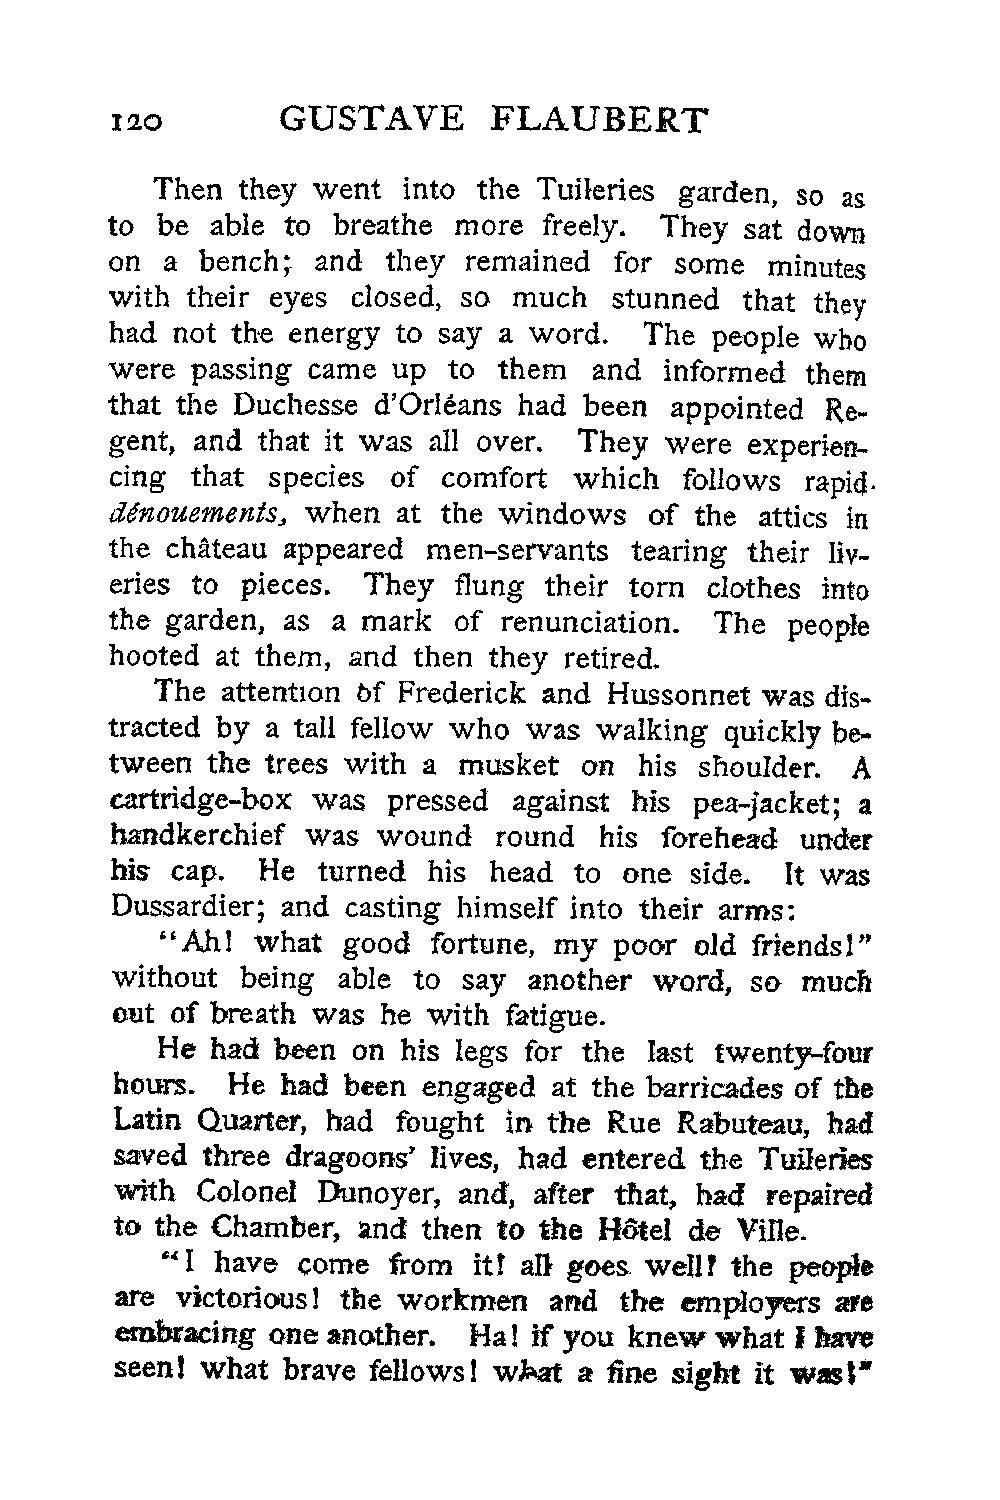 120 GUSTAVE FLAUBERT
Then they went into the Tuileries garden, so as
to be able to breathe more freely. They sat down
on a bench; and they remained for some minutes
with their eyes closed, so much stunned that they
had not the energy to say a word. The people who
were passing came up to them and informed them
that the Duchesse d'Orléans had been appointed Re-
gent, and that it was all over. They were experien-
cing that species of comfort which follows rapid
dénouements, when at the windows of the attics in
the château appeared men-servants tearing their liv-
eries to pieces. They flung their torn clothes into
the garden, as a mark of renunciation. The people
hooted at them, and then they retired.
The attention of Frederick and Hussonnet was dis-
tracted by a tall fellow who was walking quickly be-
tween the trees with a musket on his shoulder. A
cartridge-box was pressed against his pea-jacket; a
handkerchief was wound round his forehead under
his cap. He turned his head to one side. It was
Dussardier; and casting himself into their arms:
"Ah! what good fortune, my poor old friends!"
without being able to say another word, so much
out of breath was he with fatigue.
He had been on his legs for the last twenty-four
hours. He had been engaged at the barricades of the
Latin Quarter, had fought in the Rue Rabuteau, had
saved three dragoons' lives, had entered the Tuileries
with Colonel Dunoyer, and, after that, had repaired
to the Chamber, and then to the Hôtel de Ville.
"I have come from it! all goes well! the people
are victorious! the workmen and the employers are
embracing one another. Ha! if you knew what I have
seen! what brave fellows! what a fine sight it was!"